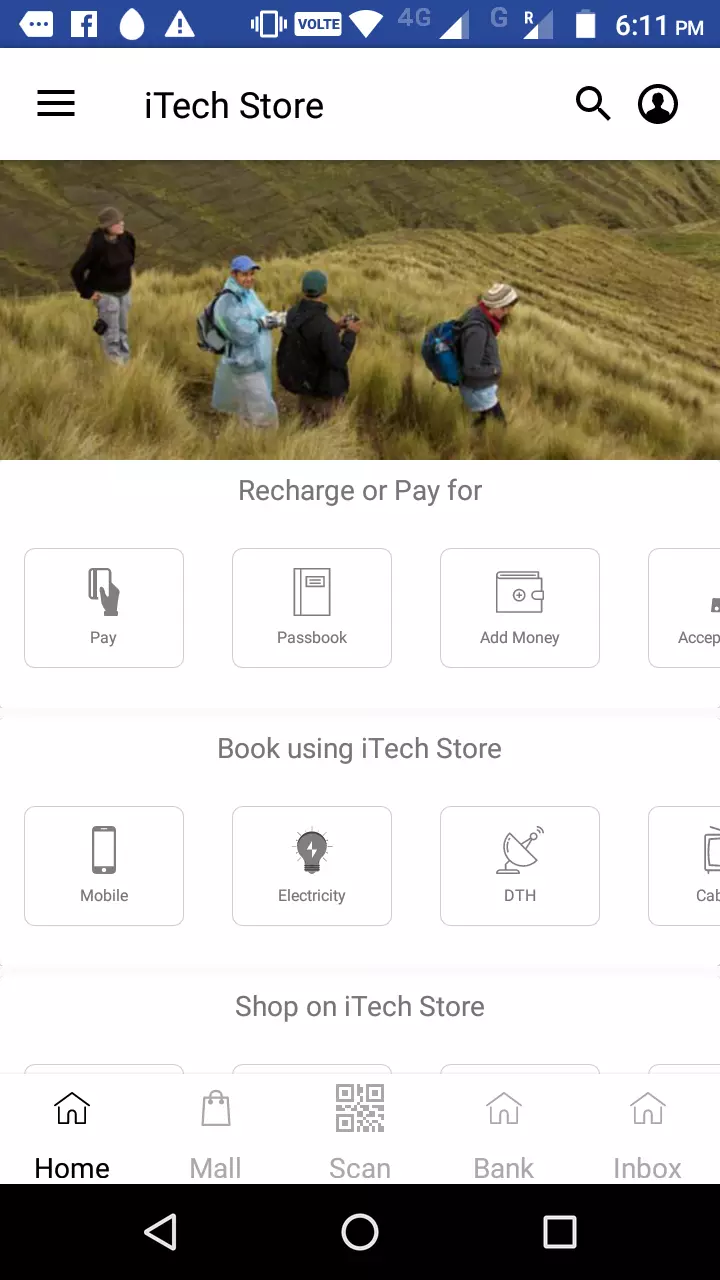 VOLTE 4G G R 6:11 PM
iTech Store
Recharge or Pay for
Pay Passbook Add Money Accep
Book using iTech Store
Mobile Electricity DTH Cab
Shop on iTech Store
Home Mall Scan Bank Inbox